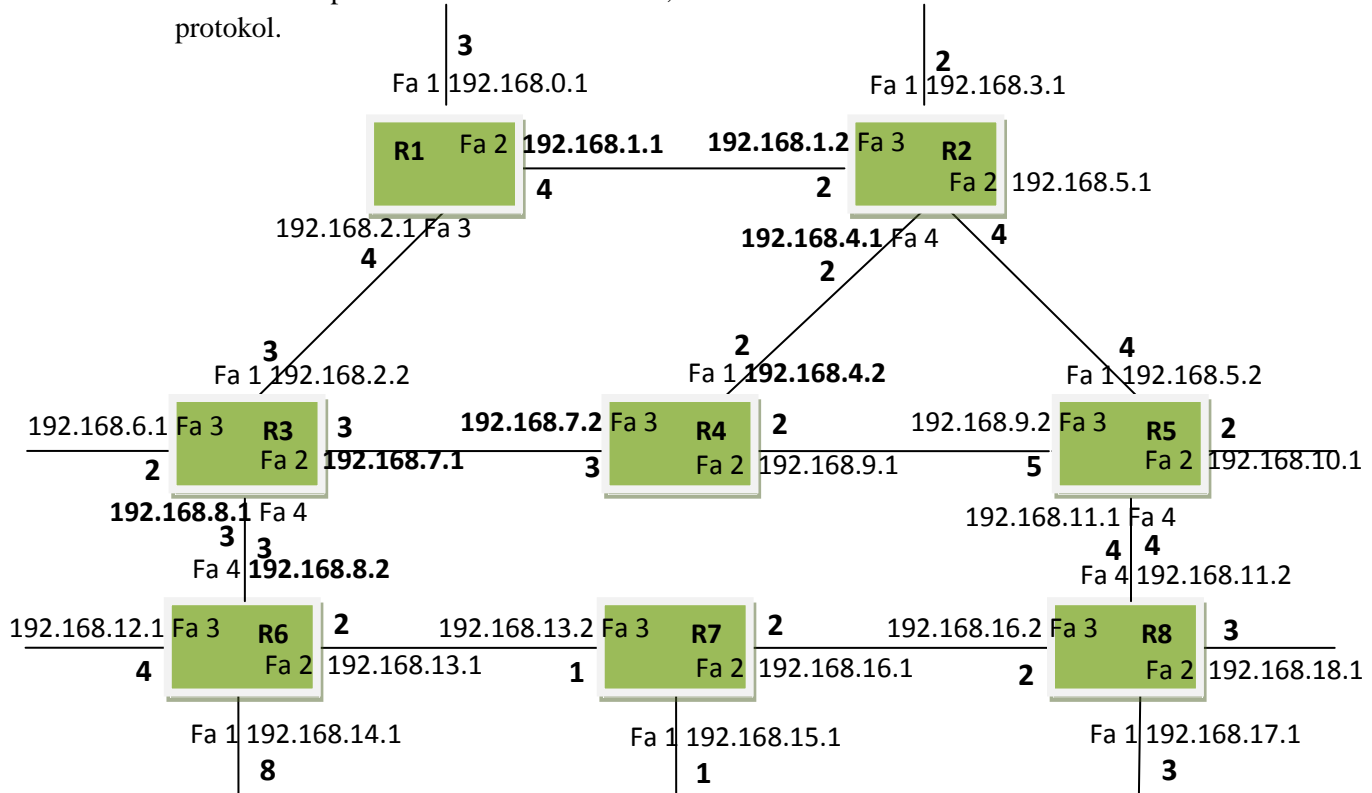 protokol.
3
2
Fa 1 192.168.0.1
Fa 1 192.168.3.1
R1 Fa 2 192.168.1.1
192.168.1.2 Fa 3 R2
4
2
Fa 2 192.168.5.1
192.168.2.1 Fa 3
4
192.168.4.1 Fa 4
2
4
3
2
4
Fa 1 192.168.2.2
Fa 1 192.168.4.2
Fa 1 192.168.5.2
192.168.6.1 Fa 3 R3 3
2
Fa 2 192.168.7.1
192.168.7.2 Fa 3 R4 2
3
Fa 2 192.168.9.1
192.168.9.2 Fa 3 R5 2
5
Fa 2 192.168.10.1
192.168.8.1 Fa 4
3 3
Fa 4 192.168.8.2
192.168.11.1 Fa 4
4 4
Fa 4 192.168.11.2
192.168.12.1 Fa 3 R6 2
4
Fa 2 192.168.13.1
192.168.13.2 Fa 3 R7 2
1
Fa 2 192.168.16.1
192.168.16.2 Fa 3 R8 3
2
Fa 2 192.168.18.1
Fa 1 192.168.14.1
8
Fa 1 192.168.15.1
1
Fa 1 192.168.17.1
3